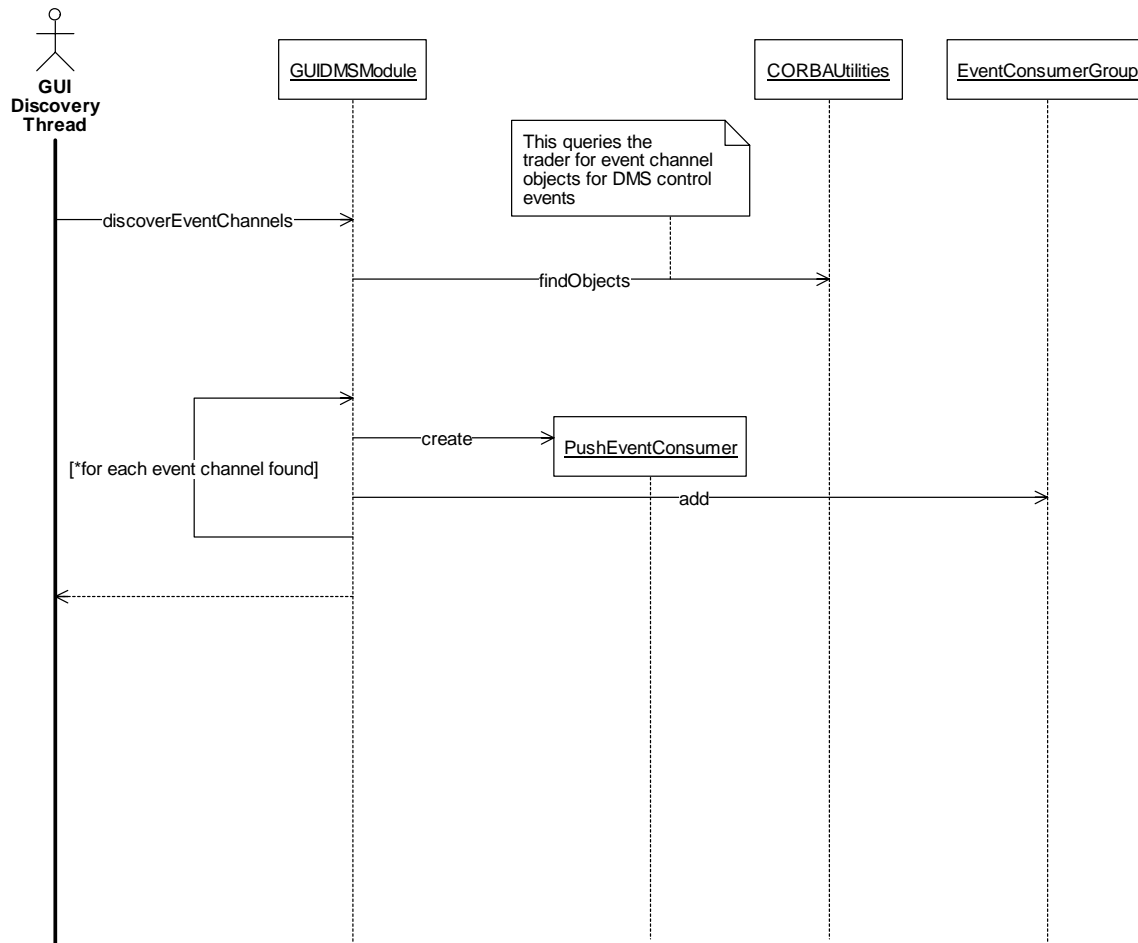 GUI
Discovery
Thread
GUIDMSModule
CORBAUtilities
EventConsumerGroup
This queries the
trader for event channel
objects for DMS control
events
discoverEventChannels
findObjects
create
PushEventConsumer
[*for each event channel found]
add